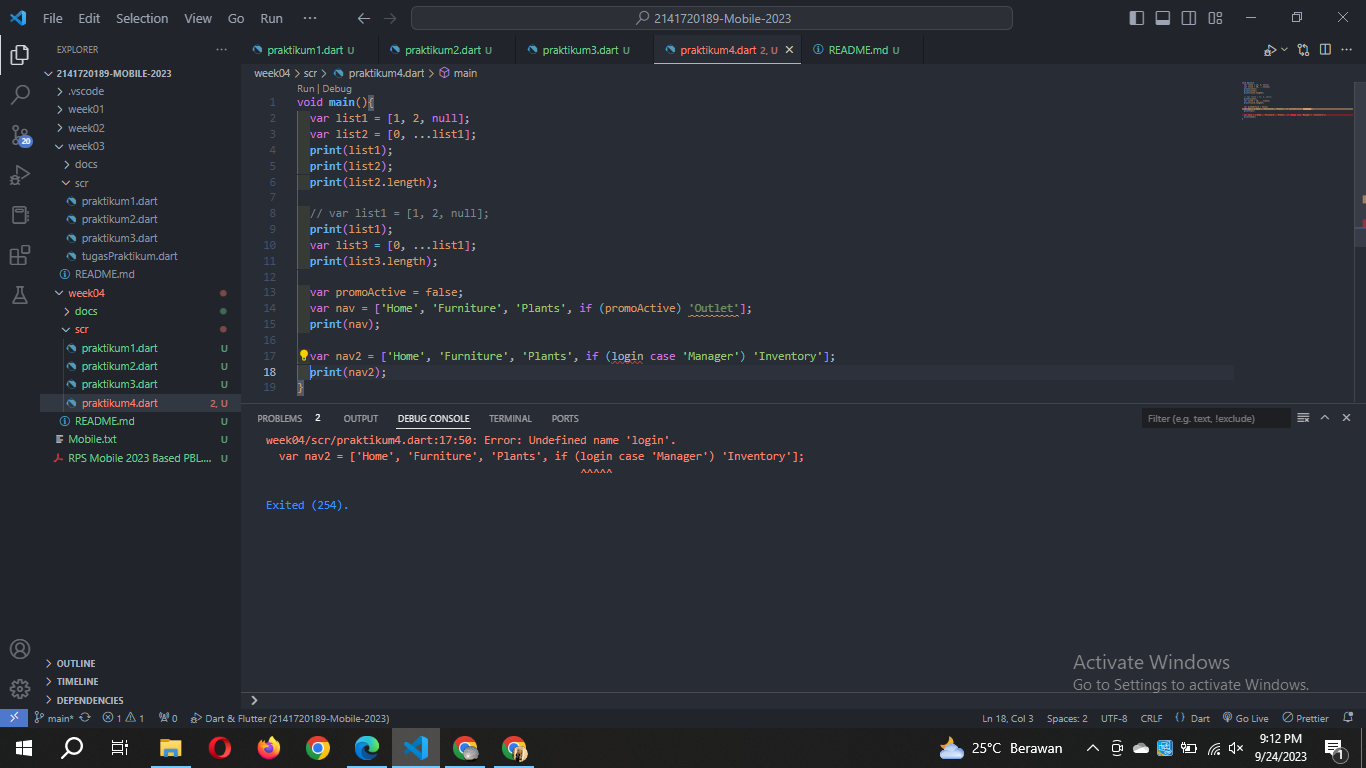 File Edit Selection View Go Run ···
2141720189-Mobile-2023
EXPLORER
2141720189-MOBILE-2023
.vscode
week01
week02
week03
docs
scr
praktikum1.dart
praktikum2.dart
praktikum3.dart
tugasPraktikum.dart
README.md
week04
docs
scr
praktikum1.dart U
praktikum2.dart U
praktikum3.dart U
praktikum4.dart 2, U
README.md U
Mobile.txt U
RPS Mobile 2023 Based PBL.... U
OUTLINE
TIMELINE
DEPENDENCIES
20
praktikum1.dart U praktikum2.dart U praktikum3.dart U praktikum4.dart 2, U README.md U
week04 > scr > praktikum4.dart > main
Run | Debug
1 void main(){
2 var list1 = [1, 2, null];
3 var list2 = [0, ...list1];
4 print(list1);
5 print(list2);
6 print(list2.length);
7
8 // var list1 = [1, 2, null];
9 print(list1);
10 var list3 = [0, ...list1];
11 print(list3.length);
12
13 var promoActive = false;
14 var nav = ['Home', 'Furniture', 'Plants', if (promoActive) 'Outlet'];
15 print(nav);
16
17 var nav2 = ['Home', 'Furniture', 'Plants', if (login case 'Manager') 'Inventory'];
18 print(nav2);
19 }
PROBLEMS 2 OUTPUT DEBUG CONSOLE TERMINAL PORTS
Filter (e.g. text, !exclude)
week04/scr/praktikum4.dart:17:50: Error: Undefined name 'login'.
var nav2 = ['Home', 'Furniture', 'Plants', if (login case 'Manager') 'Inventory'];
^^^^^
Exited (254).
Activate Windows
Go to Settings to activate Windows.
main* 1 1 0 Dart & Flutter (2141720189-Mobile-2023)
Ln 18, Col 3 Spaces: 2 UTF-8 CRLF Dart Go Live Prettier
25°C Berawan
9:12 PM
9/24/2023
1